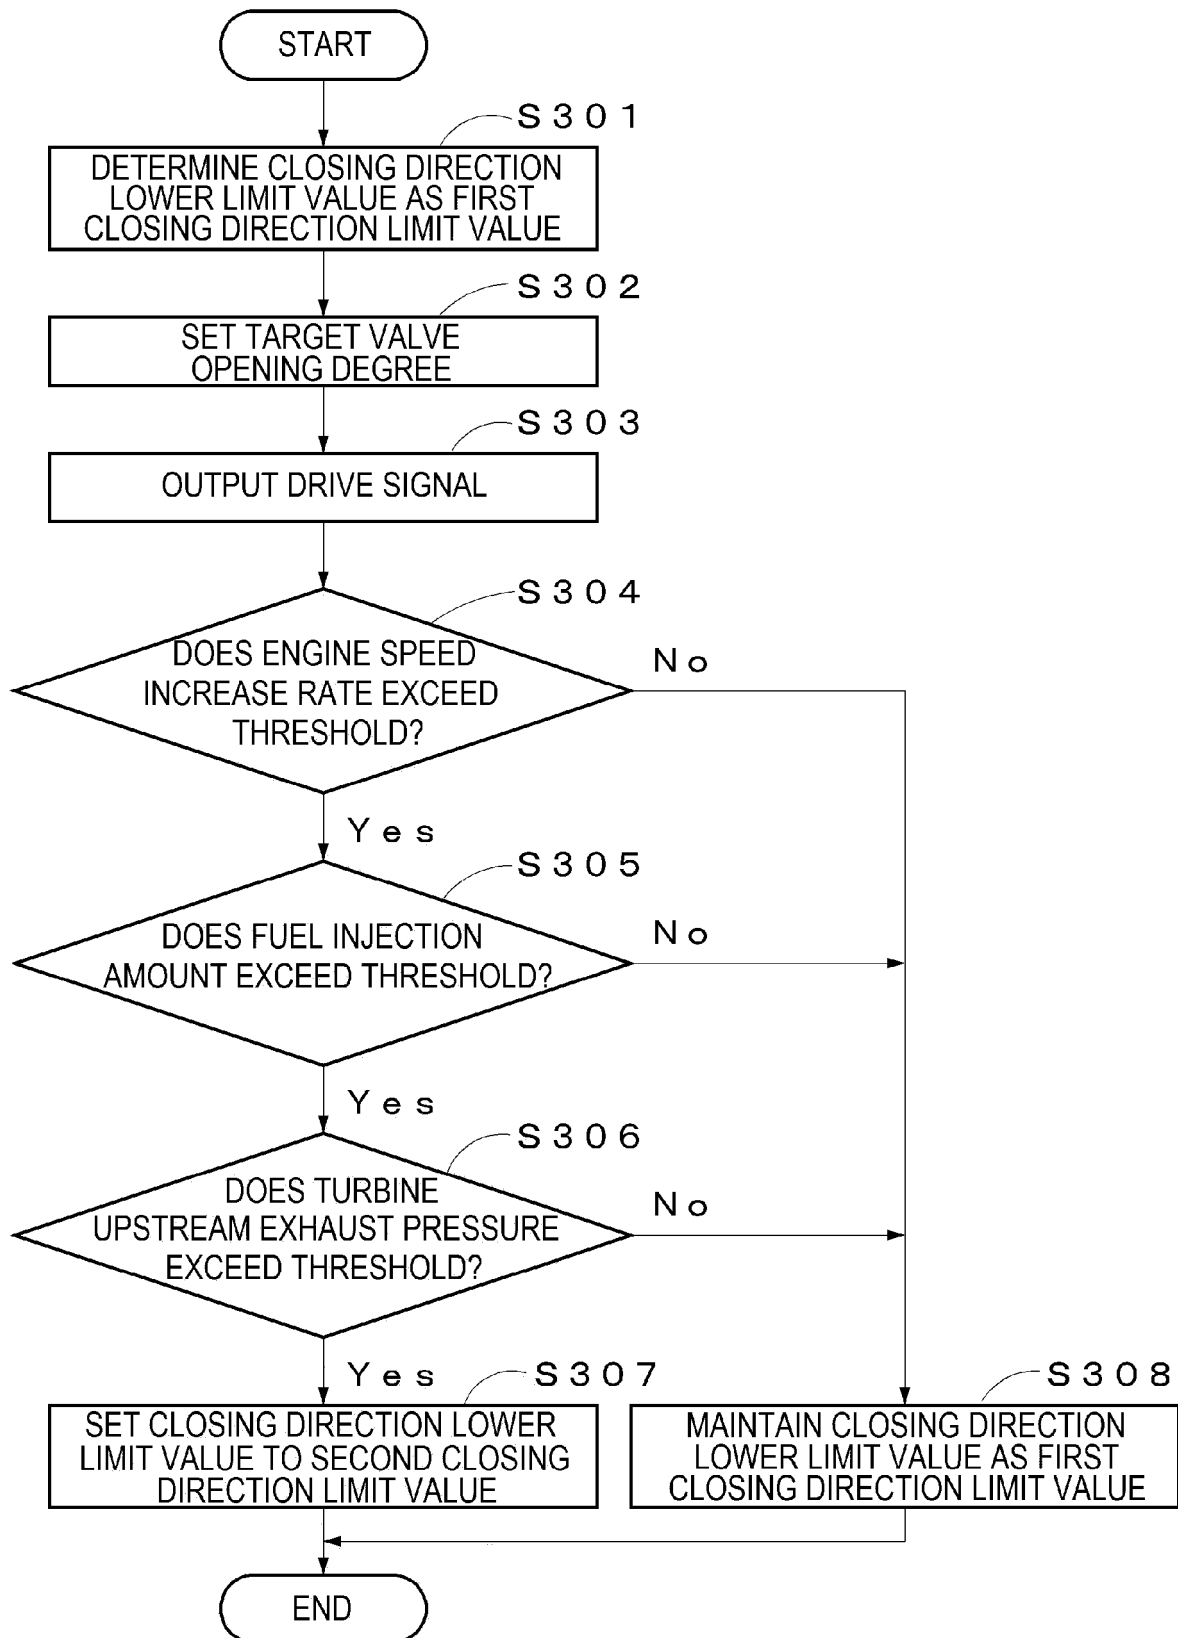 START
S301
DETERMINE CLOSING DIRECTION
LOWER LIMIT VALUE AS FIRST
CLOSING DIRECTION LIMIT VALUE
S302
SET TARGET VALVE
OPENING DEGREE
S303
OUTPUT DRIVE SIGNAL
S304
DOES ENGINE SPEED
INCREASE RATE EXCEED
THRESHOLD?
No
Yes
S305
DOES FUEL INJECTION
AMOUNT EXCEED THRESHOLD?
No
Yes
S306
DOES TURBINE
UPSTREAM EXHAUST PRESSURE
EXCEED THRESHOLD?
No
Yes
S307
SET CLOSING DIRECTION LOWER
LIMIT VALUE TO SECOND CLOSING
DIRECTION LIMIT VALUE
S308
MAINTAIN CLOSING DIRECTION
LOWER LIMIT VALUE AS FIRST
CLOSING DIRECTION LIMIT VALUE
END